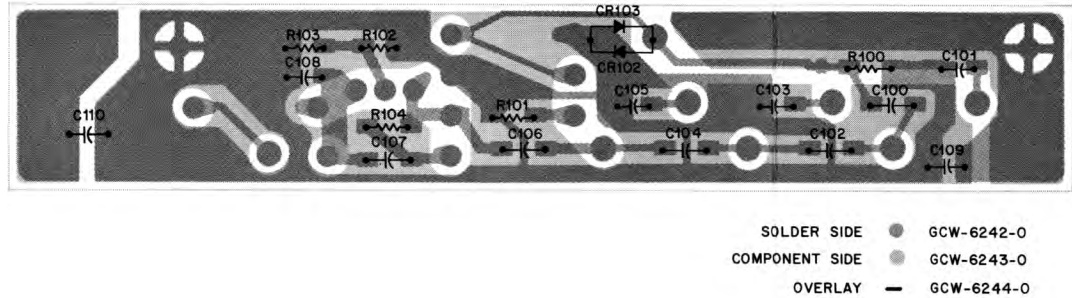 CR103
R103 R102
CR102
C108
R100 C101
C110
C105 C103 C100
R101
R104
C106 C104 C102
C107
C109
SOLDER SIDE GCW-6242-0
COMPONENT SIDE GCW-6243-0
OVERLAY GCW-6244-0